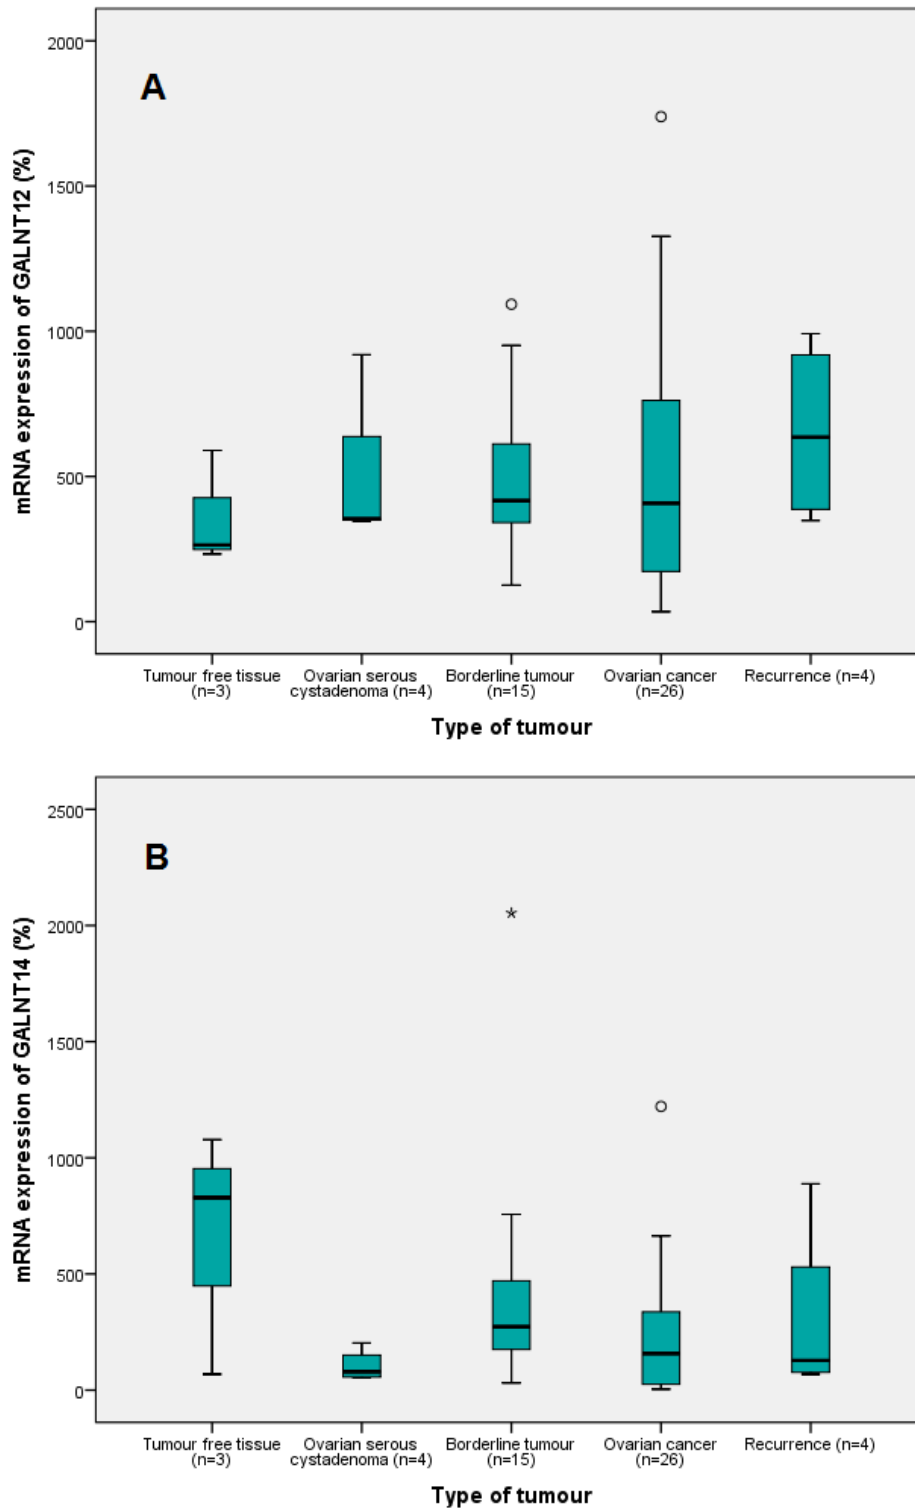 A
mRNA expression of GALNT12 (%)
2000
1500
1000
500
0
Tumour free tissue
(n=3)
Ovarian serous
cystadenoma (n=4)
Borderline tumour
(n=15)
Ovarian cancer
(n=26)
Recurrence (n=4)
Type of tumour
B
mRNA expression of GALNT14 (%)
2500
2000
1500
1000
500
0
Tumour free tissue
(n=3)
Ovarian serous
cystadenoma (n=4)
Borderline tumour
(n=15)
Ovarian cancer
(n=26)
Recurrence (n=4)
Type of tumour